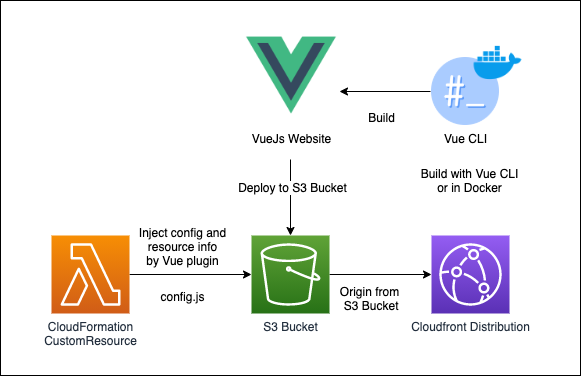 #_
VueJs Website
Build
Vue CLI
Build with Vue CLI
or in Docker
Deploy to S3 Bucket
Inject config and
resource info
by Vue plugin
config.js
Origin from
S3 Bucket
CloudFormation
CustomResource
S3 Bucket
Cloudfront Distribution